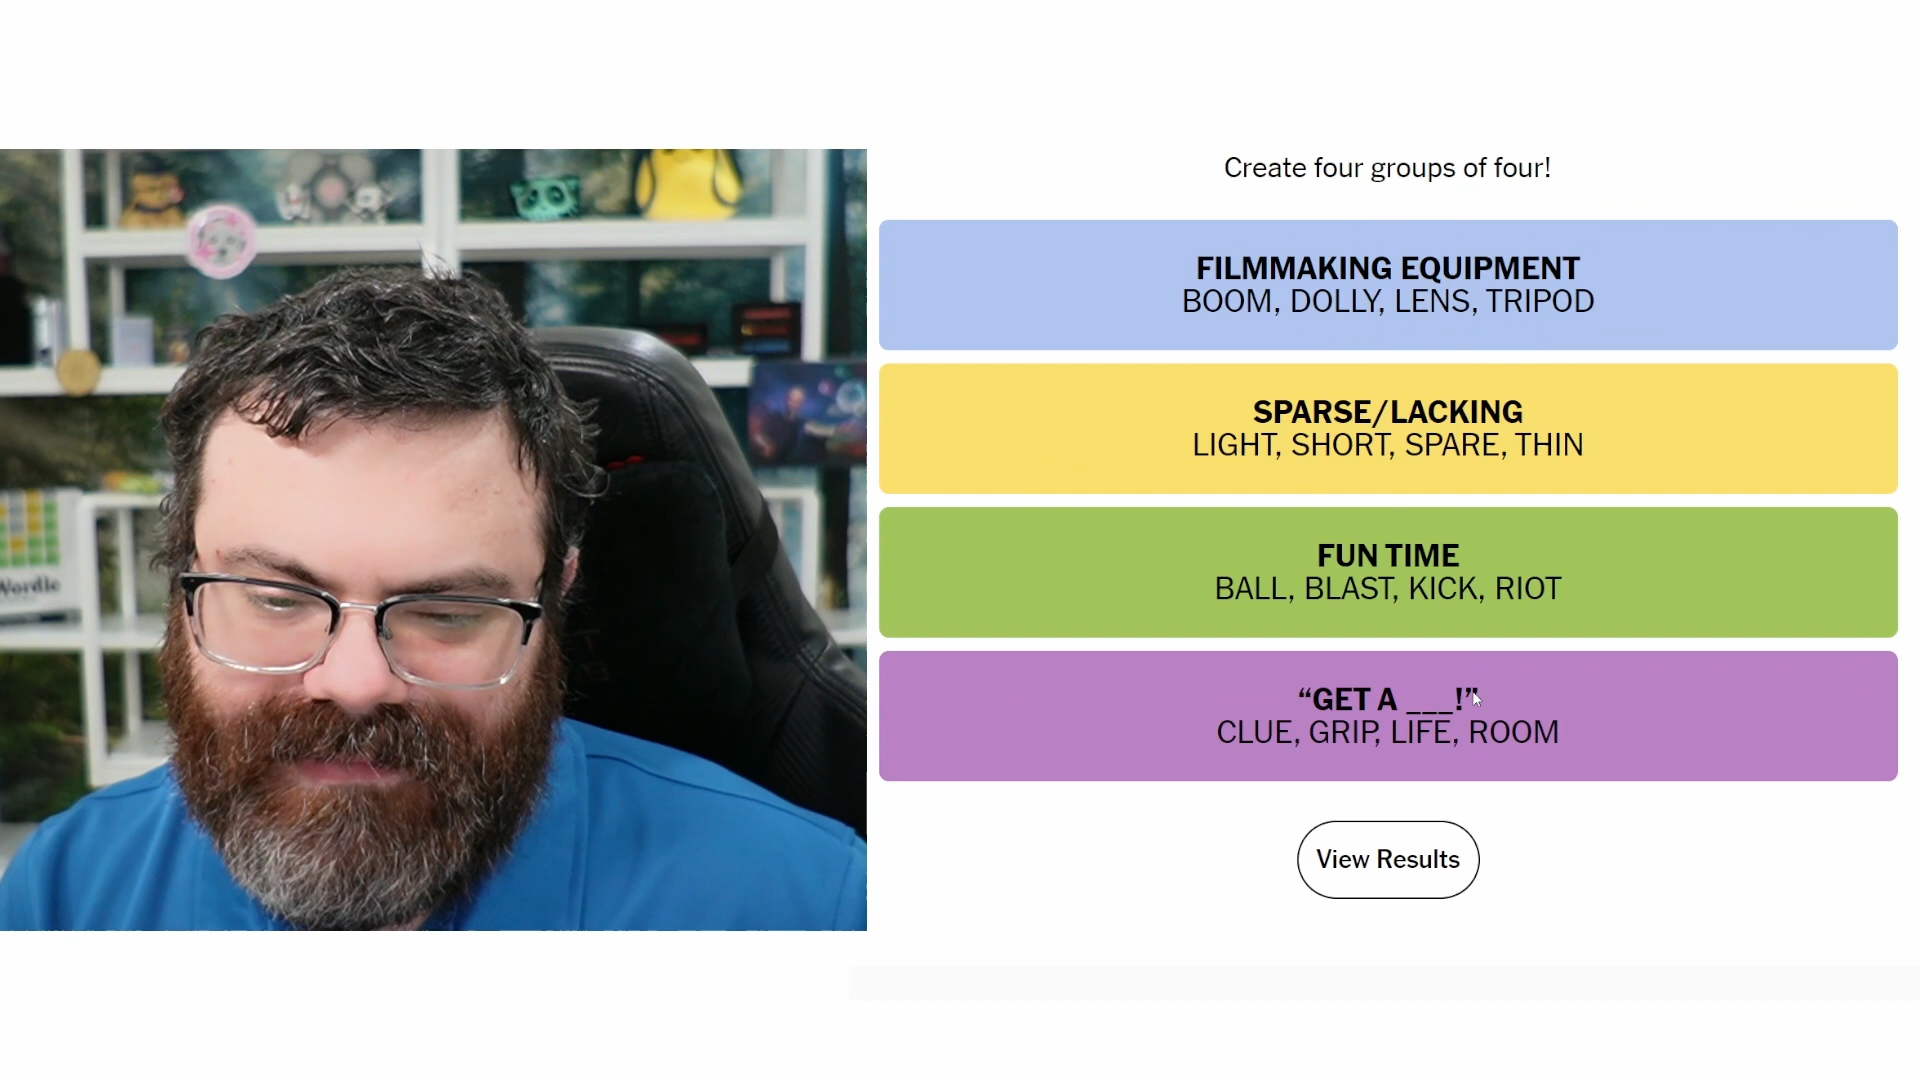 Create four groups of four!
FILMMAKING EQUIPMENT
BOOM, DOLLY, LENS, TRIPOD
SPARSE/LACKING
LIGHT, SHORT, SPARE, THIN
FUN TIME
BALL, BLAST, KICK, RIOT
“GET A ___!”
CLUE, GRIP, LIFE, ROOM
View Results
Wordle